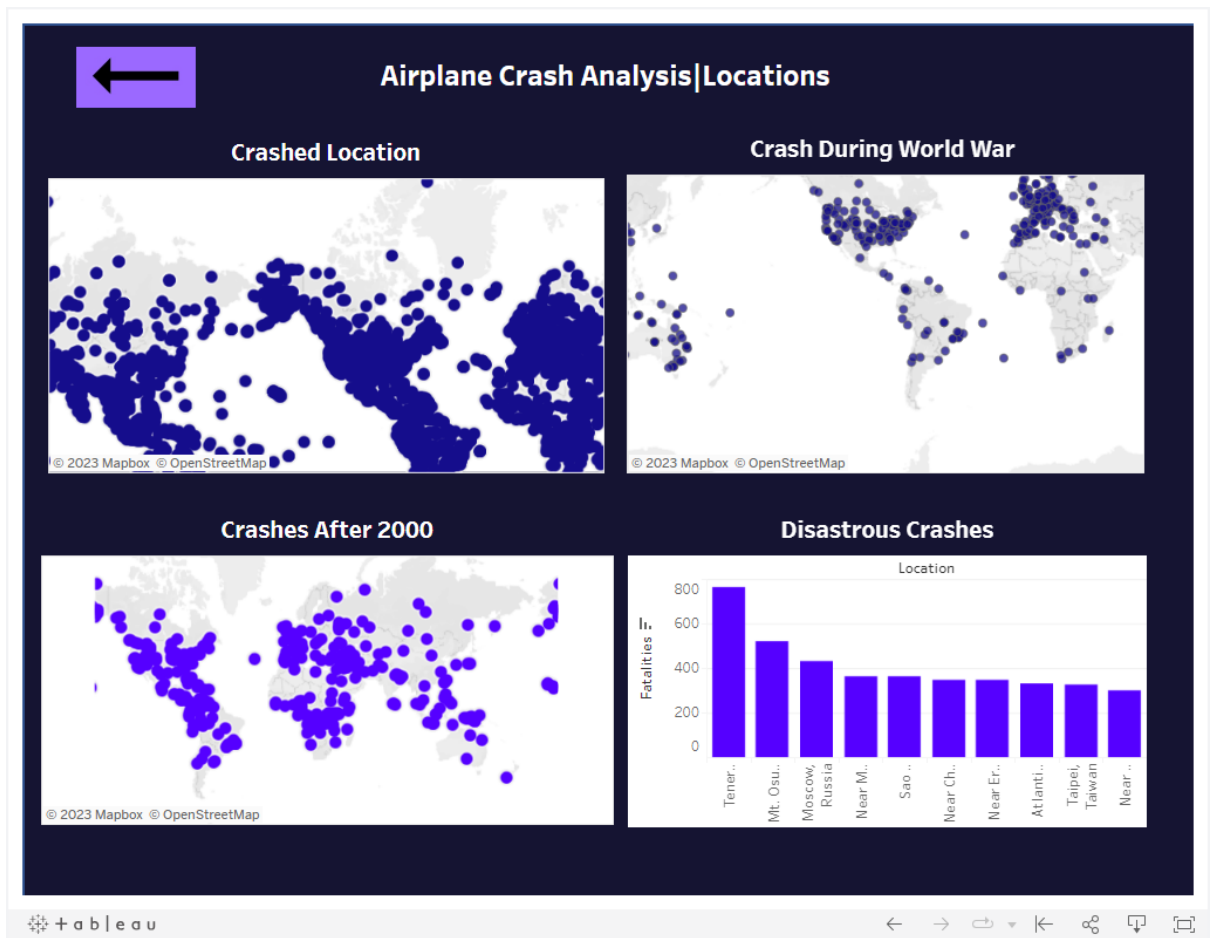 Airplane Crash Analysis|Locations
Crashed Location
© 2023 Mapbox © OpenStreetMap
Crash During World War
© 2023 Mapbox © OpenStreetMap
Crashes After 2000
© 2023 Mapbox © OpenStreetMap
Disastrous Crashes
Location
Fatalities
800
600
400
200
0
Tener..
Mt. Osu..
Moscow,
Russia
Near M..
Sao ..
Near Ch..
Near Er..
Atlanti..
Taipei,
Taiwan
Near ..
+ a b l e a u